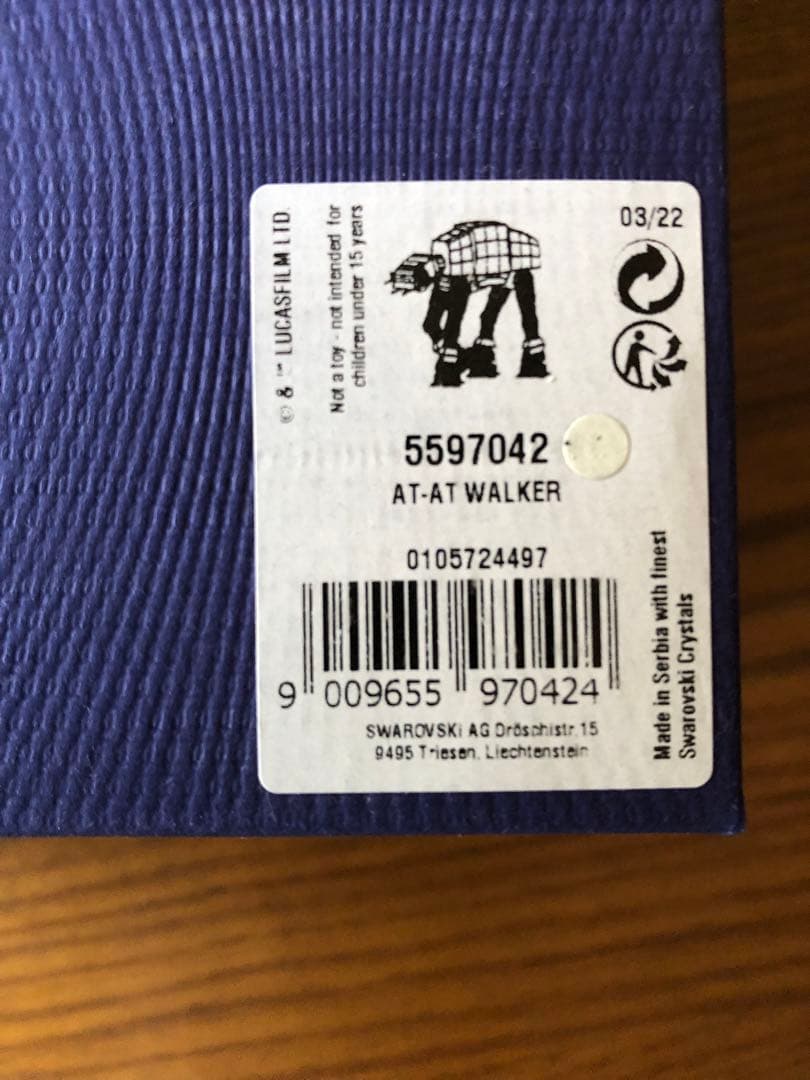 © & ™ LUCASFILM LTD.
Not a toy - not intended for
children under 15 years
03/22
5597042
AT-AT WALKER
0105724497
9 009655 970424
SWAROVSKI AG Dröschistr.15
9495 Triesen, Liechtenstein
Made in Serbia with finest
Swarovski Crystals